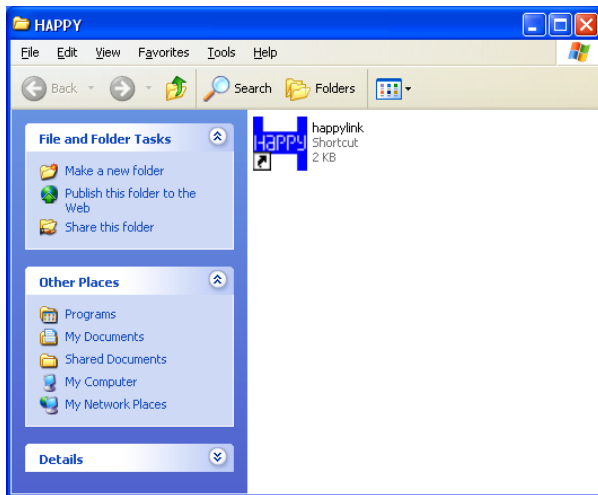 HAPPY
File Edit View Favorites Tools Help
Back Search Folders
File and Folder Tasks
Make a new folder
Publish this folder to the
Web
Share this folder
Other Places
Programs
My Documents
Shared Documents
My Computer
My Network Places
Details
HAPPY
happylink
Shortcut
2 KB